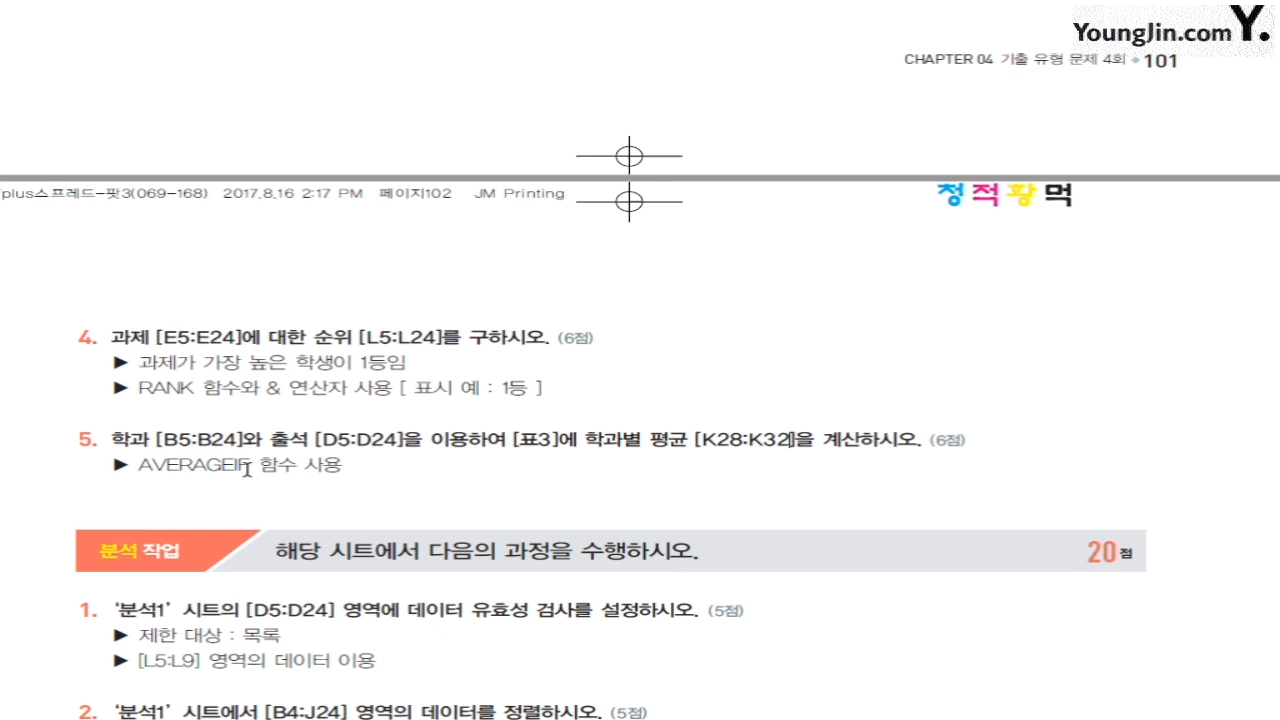 YoungJin.com Y.
CHAPTER 04 기출 유형 문제 4회 101
plus스프레드-팟3(069-168) 2017.8.16 2:17 PM 페이지102 JM Printing
청적황먹
4. 과제 [E5:E24]에 대한 순위 [L5:L24]를 구하시오. (6점)
▶ 과제가 가장 높은 학생이 1등임
▶ RANK 함수와 & 연산자 사용 [ 표시 예 : 1등 ]
5. 학과 [B5:B24]와 출석 [D5:D24]을 이용하여 [표3]에 학과별 평균 [K28:K32]을 계산하시오. (6점)
▶ AVERAGEIF 함수 사용
분석 작업 해당 시트에서 다음의 과정을 수행하시오. 20점
1. ‘분석1’ 시트의 [D5:D24] 영역에 데이터 유효성 검사를 설정하시오. (5점)
▶ 제한 대상 : 목록
▶ [L5:L9] 영역의 데이터 이용
2. ‘분석1’ 시트에서 [B4:J24] 영역의 데이터를 정렬하시오. (5점)